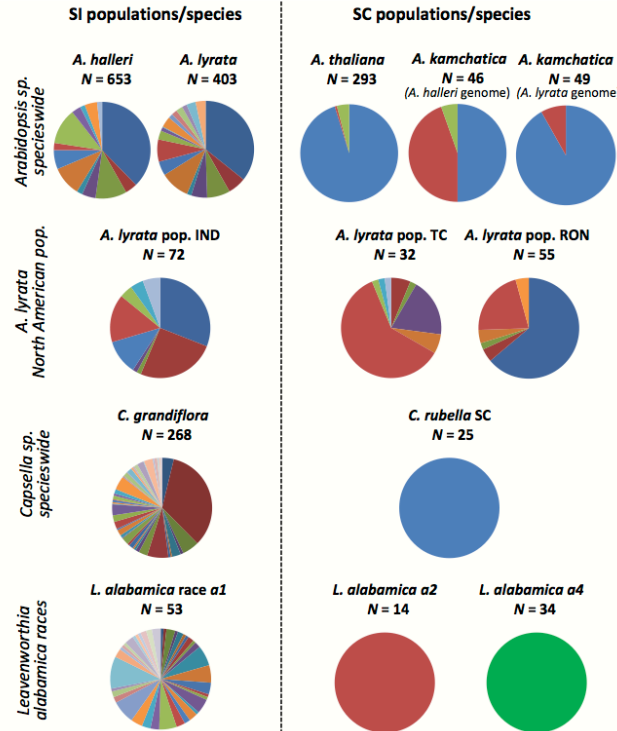 SI populations/species
SC populations/species
Arabidopsis sp.
specieswide
A. halleri
N = 653
A. lyrata
N = 403
A. thaliana
N = 293
A. kamchatica
N = 46
(A. halleri genome)
A. kamchatica
N = 49
(A. lyrata genome
A. lyrata
North American pop.
A. lyrata pop. IND
N = 72
A. lyrata pop. TC
N = 32
A. lyrata pop. RON
N = 55
Capsella sp.
specieswide
C. grandiflora
N = 268
C. rubella SC
N = 25
Leavenworthia
alabamica races
L. alabamica race a1
N = 53
L. alabamica a2
N = 14
L. alabamica a4
N = 34